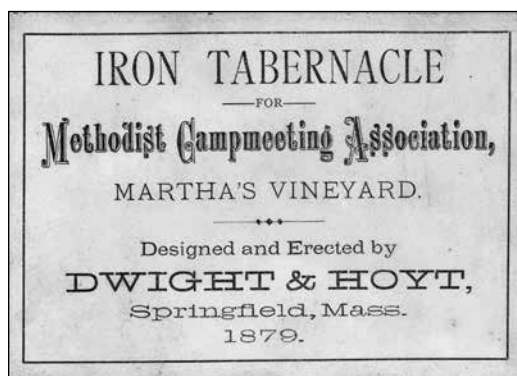 IRON TABERNACLE
FOR
Methodist Campmeeting Association,
MARTHA'S VINEYARD.
Designed and Erected by
DWIGHT & HOYT,
Springfield, Mass.
1879.